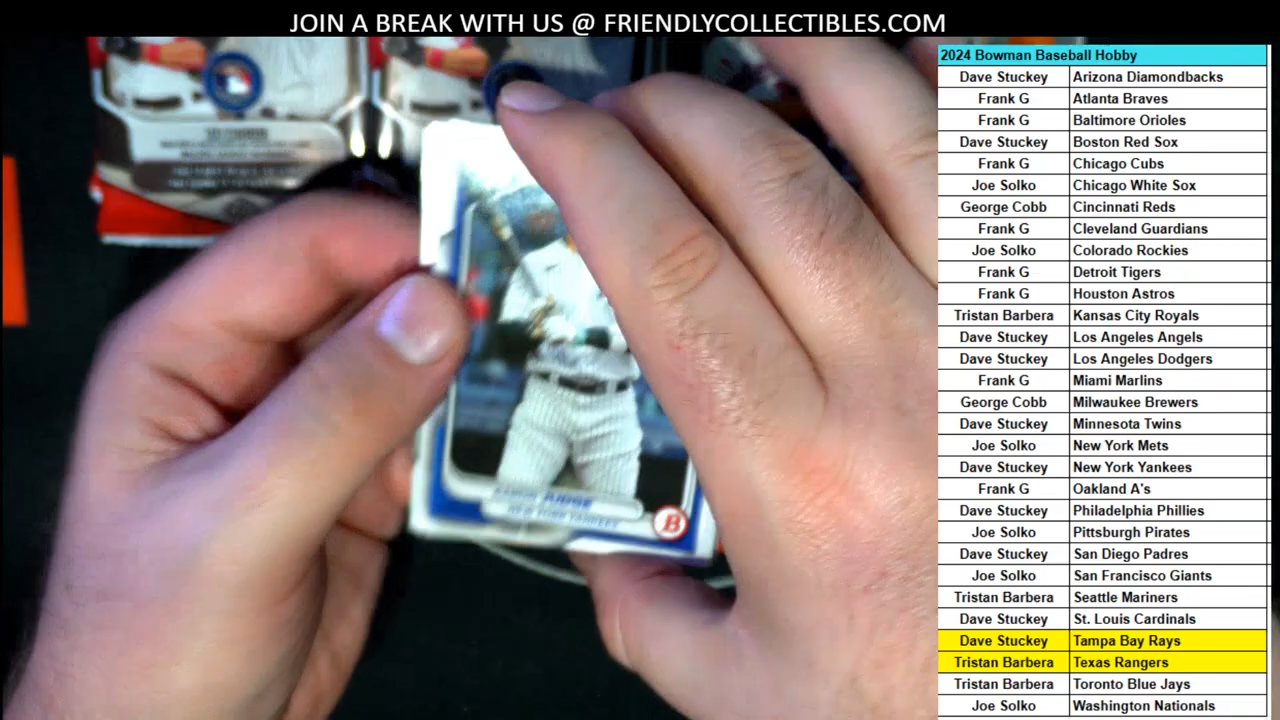 JOIN A BREAK WITH US @ FRIENDLYCOLLECTIBLES.COM
2024 Bowman Baseball Hobby
Dave Stuckey Arizona Diamondbacks
Frank G Atlanta Braves
Frank G Baltimore Orioles
Dave Stuckey Boston Red Sox
Frank G Chicago Cubs
Joe Solko Chicago White Sox
George Cobb Cincinnati Reds
Frank G Cleveland Guardians
Joe Solko Colorado Rockies
Frank G Detroit Tigers
Frank G Houston Astros
Tristan Barbera Kansas City Royals
Dave Stuckey Los Angeles Angels
Dave Stuckey Los Angeles Dodgers
Frank G Miami Marlins
George Cobb Milwaukee Brewers
Dave Stuckey Minnesota Twins
Joe Solko New York Mets
Dave Stuckey New York Yankees
Frank G Oakland A's
Dave Stuckey Philadelphia Phillies
Joe Solko Pittsburgh Pirates
Dave Stuckey San Diego Padres
Joe Solko San Francisco Giants
Tristan Barbera Seattle Mariners
Dave Stuckey St. Louis Cardinals
Dave Stuckey Tampa Bay Rays
Tristan Barbera Texas Rangers
Tristan Barbera Toronto Blue Jays
Joe Solko Washington Nationals
JUDGE
NEW YORK YANKEES
B